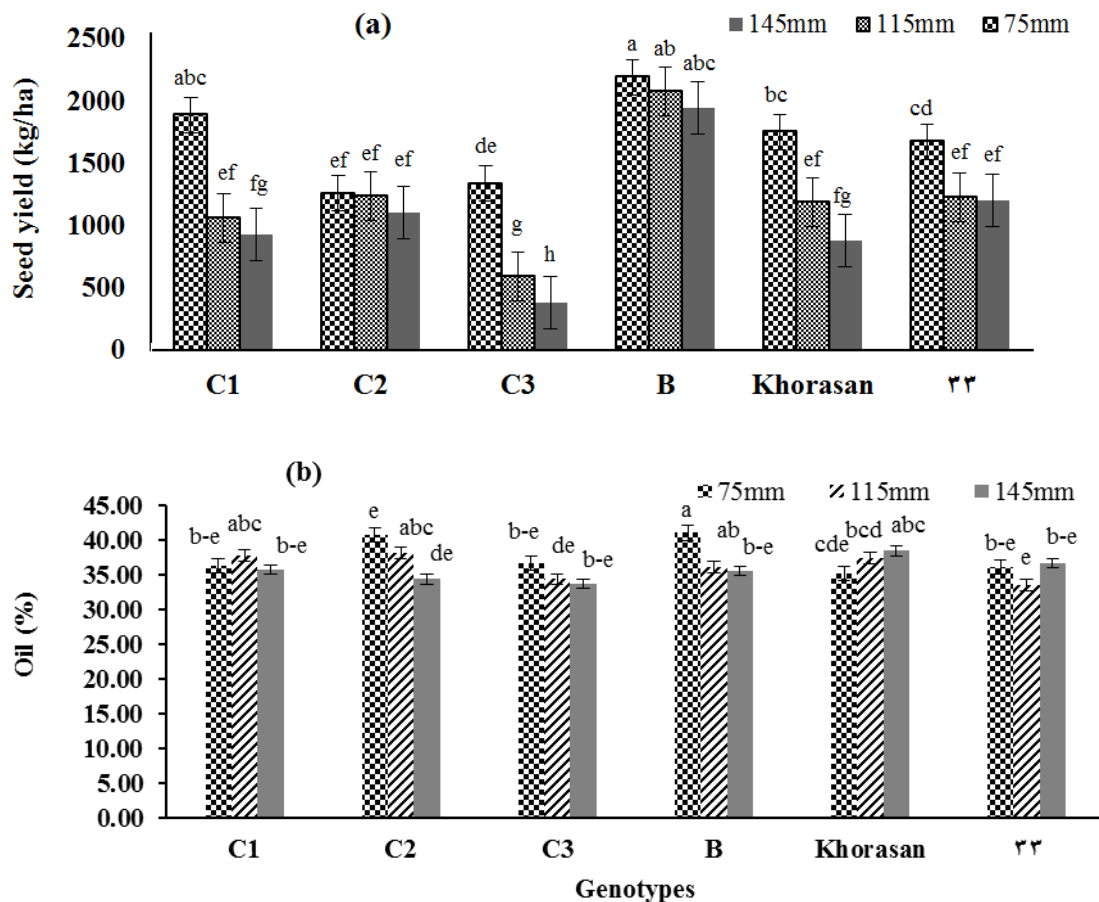 (a)
145mm 115mm 75mm
Seed yield (kg/ha)
2500
2000
1500
1000
500
0
abc ef fg
ef ef ef
de g h
a ab abc
bc ef fg
cd ef ef
C1 C2 C3 B Khorasan ٣٣
(b)
75mm 115mm 145mm
Oil (%)
45.00
40.00
35.00
30.00
25.00
20.00
15.00
10.00
5.00
0.00
b-e abc b-e
e abc de
b-e de b-e
a ab b-e
cde bcd abc
b-e e b-e
C1 C2 C3 B Khorasan ٣٣
Genotypes